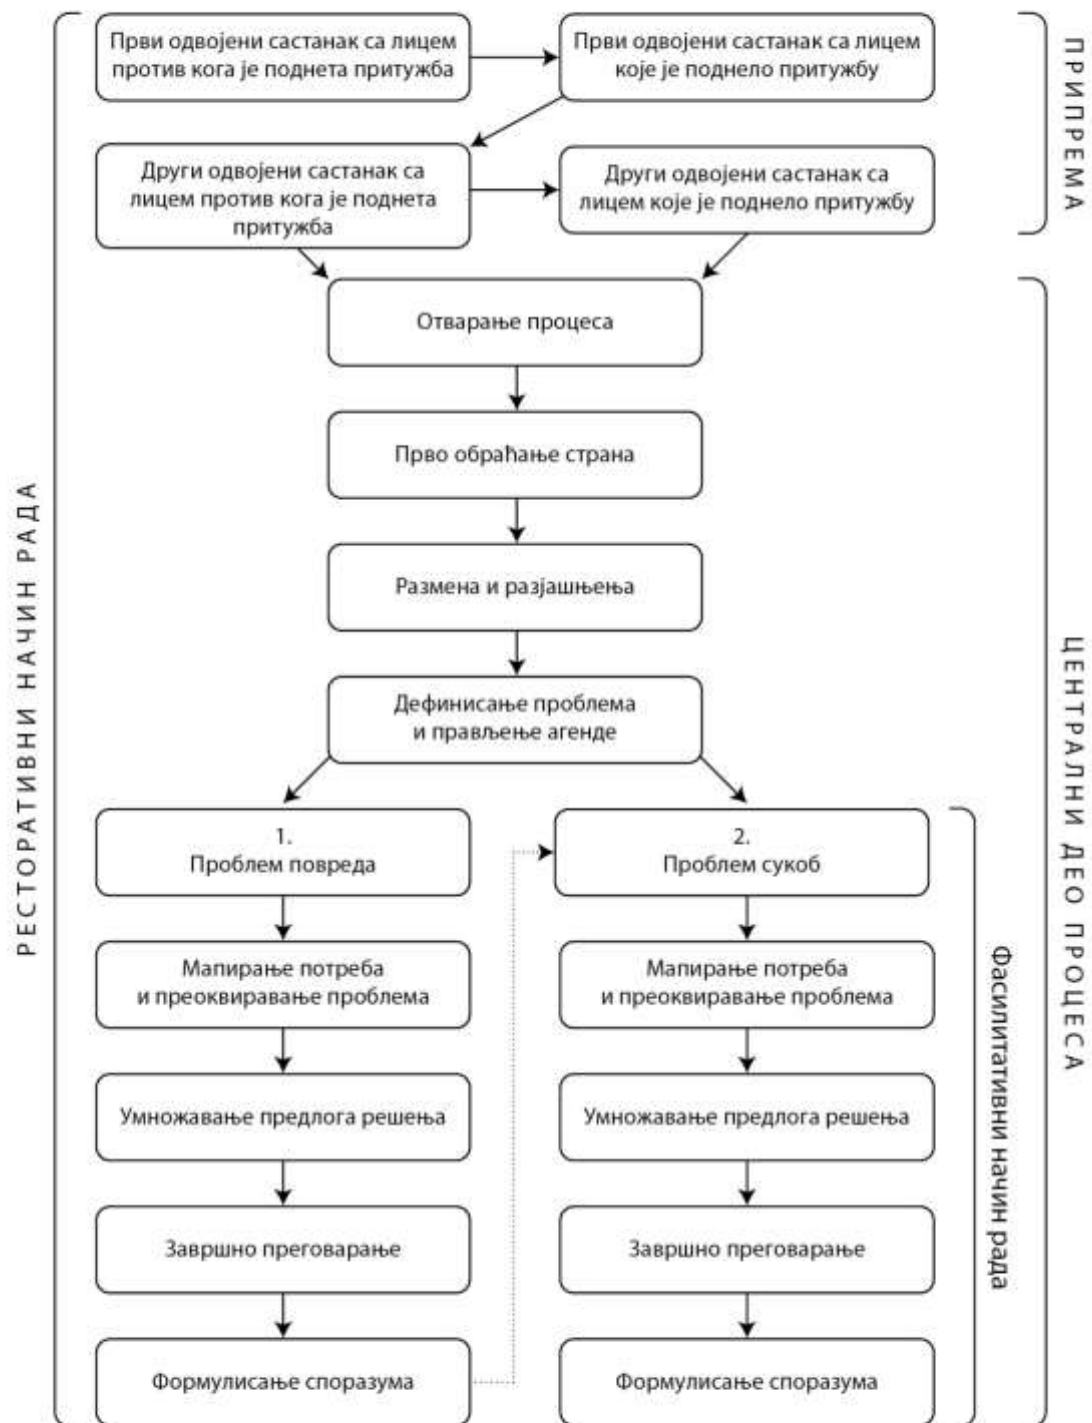 Први одвојени састанак са лицем
против кога је поднета притужба
Први одвојени састанак са лицем
које је поднело притужбу
Други одвојени састанак са
лицем против кога је поднета
притужба
Други одвојени састанак са
лицем које је поднело притужбу
ПРИПРЕМА
Отварање процеса
Прво обраћање страна
Размена и разјашњења
Дефинисање проблема
и прављење агенде
РЕСТОРАТИВНИ НАЧИН РАДА
ЦЕНТРАЛНИ ДЕО ПРОЦЕСА
1.
Проблем повреда
Мапирање потреба
и преоквиравање проблема
Умножавање предлога решења
Завршно преговарање
Формулисање споразума
2.
Проблем сукоб
Мапирање потреба
и преоквиравање проблема
Умножавање предлога решења
Завршно преговарање
Формулисање споразума
Фасилитативни начин рада